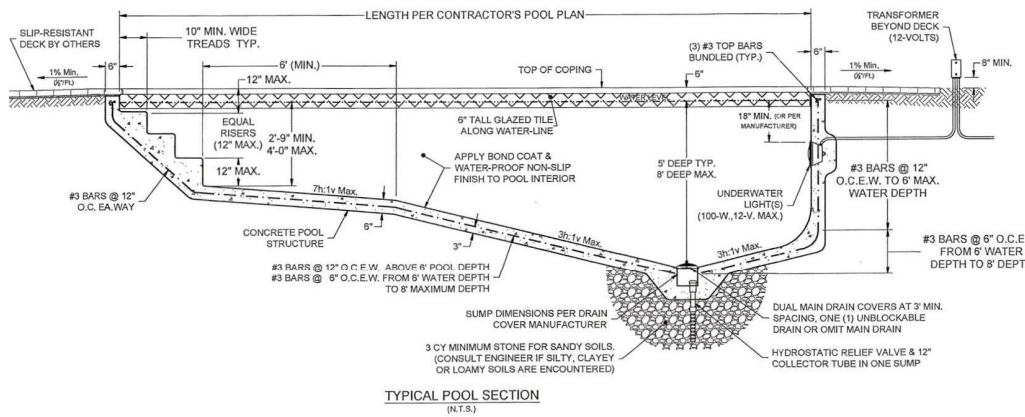 LENGTH PER CONTRACTOR'S POOL PLAN
SLIP-RESISTANT
DECK BY OTHERS
10" MIN. WIDE
TREADS TYP.
6"
1% Min.
(⅛"/Ft.)
6' (MIN.)
12" MAX.
TOP OF COPING
6"
(3) #3 TOP BARS
BUNDLED (TYP.)
6"
TRANSFORMER
BEYOND DECK
(12-VOLTS)
1% Min.
(⅛"/Ft.)
8" MIN.
WATER LEVEL
EQUAL
RISERS
(12" MAX.)
12" MAX.
2'-9" MIN.
4'-0" MAX.
6" TALL GLAZED TILE
ALONG WATER-LINE
18" MIN. (OR PER
MANUFACTURER)
APPLY BOND COAT &
WATER-PROOF NON-SLIP
FINISH TO POOL INTERIOR
5' DEEP TYP.
8' DEEP MAX.
#3 BARS @ 12"
O.C.E.W. TO 6' MAX.
WATER DEPTH
UNDERWATER
LIGHT(S)
(100-W.,12-V. MAX.)
#3 BARS @ 12"
O.C. EA.WAY
7h:1v Max.
6"
CONCRETE POOL
STRUCTURE
3"
3h:1v Max.
3h:1v Max.
#3 BARS @ 6" O.C.E
FROM 6' WATER
DEPTH TO 8' DEPT
#3 BARS @ 12" O.C.E.W. ABOVE 6' POOL DEPTH
#3 BARS @ 6" O.C.E.W. FROM 6' WATER DEPTH
TO 8' MAXIMUM DEPTH
SUMP DIMENSIONS PER DRAIN
COVER MANUFACTURER
DUAL MAIN DRAIN COVERS AT 3' MIN.
SPACING, ONE (1) UNBLOCKABLE
DRAIN OR OMIT MAIN DRAIN
3 CY MINIMUM STONE FOR SANDY SOILS.
(CONSULT ENGINEER IF SILTY, CLAYEY
OR LOAMY SOILS ARE ENCOUNTERED)
HYDROSTATIC RELIEF VALVE & 12"
COLLECTOR TUBE IN ONE SUMP
TYPICAL POOL SECTION
(N.T.S.)